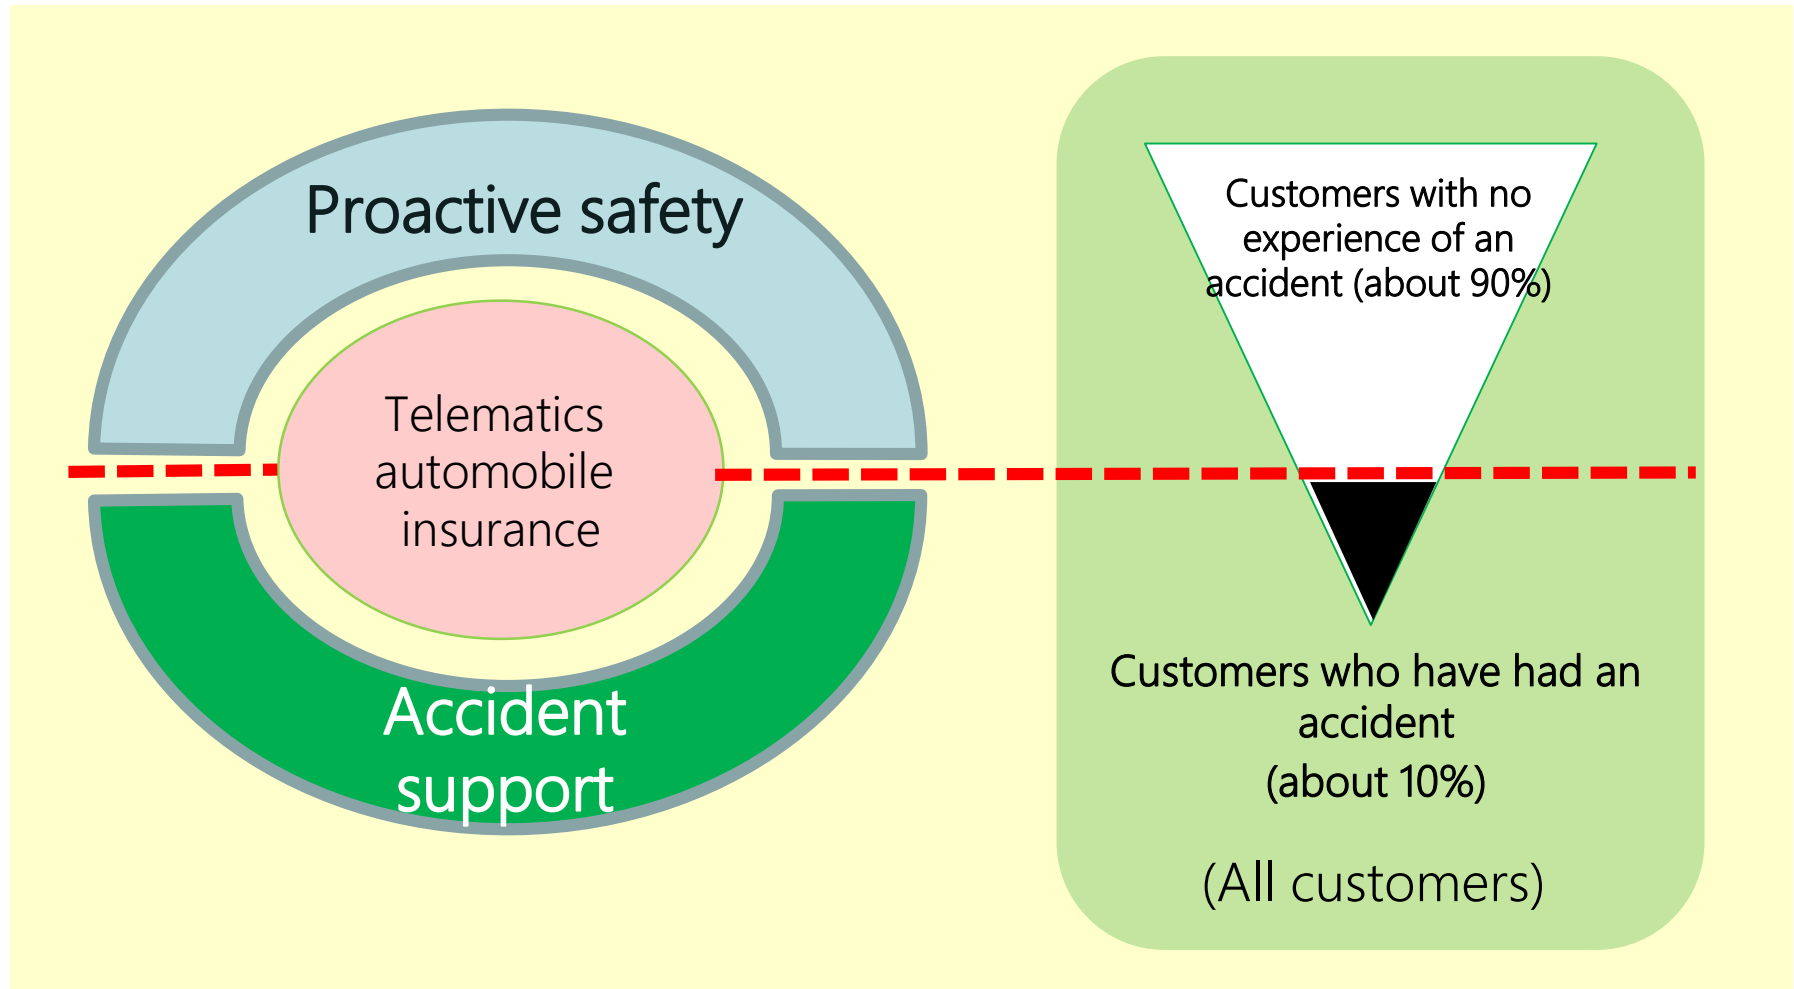 Proactive safety
Telematics
automobile
insurance
Accident
support
Customers with no
experience of an
accident (about 90%)
Customers who have had an
accident
(about 10%)
(All customers)